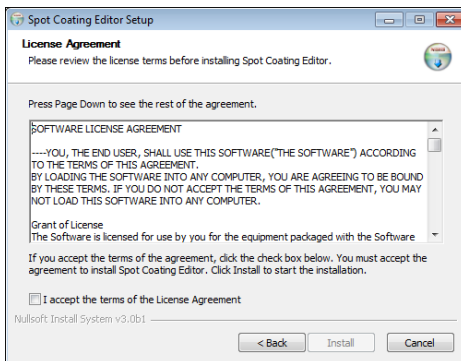 Spot Coating Editor Setup
License Agreement
Please review the license terms before installing Spot Coating Editor.
Press Page Down to see the rest of the agreement.
SOFTWARE LICENSE AGREEMENT
----YOU, THE END USER, SHALL USE THIS SOFTWARE("THE SOFTWARE") ACCORDING
TO THE TERMS OF THIS AGREEMENT.
BY LOADING THE SOFTWARE INTO ANY COMPUTER, YOU ARE AGREEING TO BE BOUND
BY THESE TERMS. IF YOU DO NOT ACCEPT THE TERMS OF THIS AGREEMENT, YOU MAY
NOT LOAD THIS SOFTWARE INTO ANY COMPUTER.
Grant of License
The Software is licensed for use by you for the equipment packaged with the Software
If you accept the terms of the agreement, click the check box below. You must accept the
agreement to install Spot Coating Editor. Click Install to start the installation.
I accept the terms of the License Agreement
Nullsoft Install System v3.0b1
< Back Install Cancel